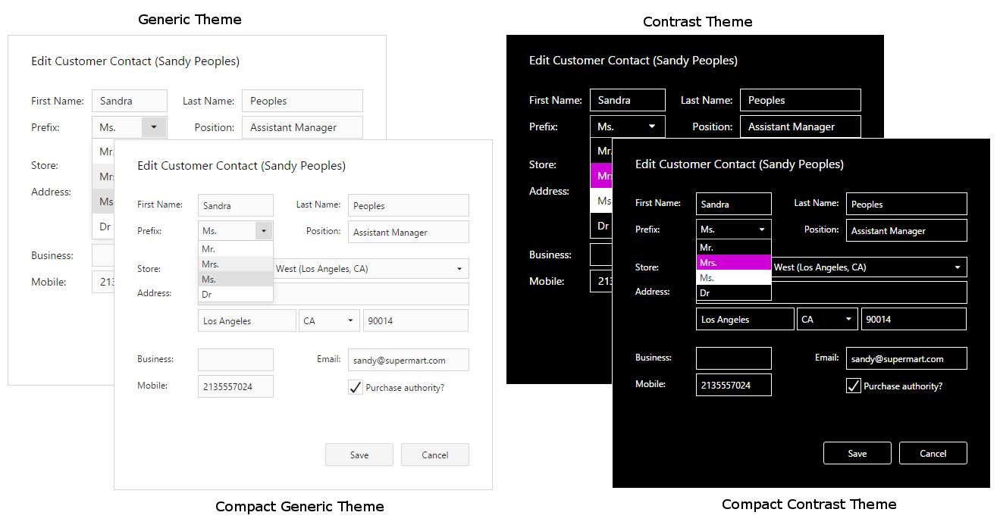 Generic Theme
Edit Customer Contact (Sandy Peoples)
First Name: Sandra Last Name: Peoples
Prefix: Ms. Position: Assistant Manager
Mr.
Store:
Address:
Ms
Dr
Business:
Mobile:
Edit Customer Contact (Sandy Peoples)
First Name: Sandra Last Name: Peoples
Prefix: Ms. Position: Assistant Manager
Mr.
Mrs.
Store: West (Los Angeles, CA)
Ms.
Address:
Dr
Los Angeles CA 90014
Business: Email: sandy@supermart.com
Mobile: 2135557024 Purchase authority?
Save Cancel
Compact Generic Theme
Contrast Theme
Edit Customer Contact (Sandy Peoples)
First Name: Sandra Last Name: Peoples
Prefix: Ms. Position: Assistant Manager
Mr.
Store:
Address:
Ms
Dr
Business:
Mobile:
Edit Customer Contact (Sandy Peoples)
First Name: Sandra Last Name: Peoples
Prefix: Ms. Position: Assistant Manager
Mr.
Mrs.
Store: West (Los Angeles, CA)
Ms.
Address:
Dr
Los Angeles CA 90014
Business: Email: sandy@supermart.com
Mobile: 2135557024 Purchase authority?
Save Cancel
Compact Contrast Theme